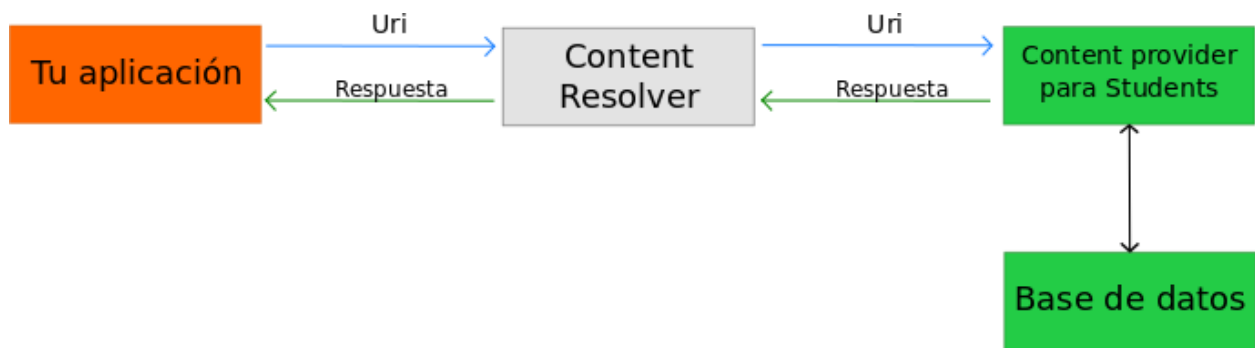 Uri
Uri
Tu aplicación
Content
Resolver
Content provider
para Students
Respuesta
Respuesta
Base de datos